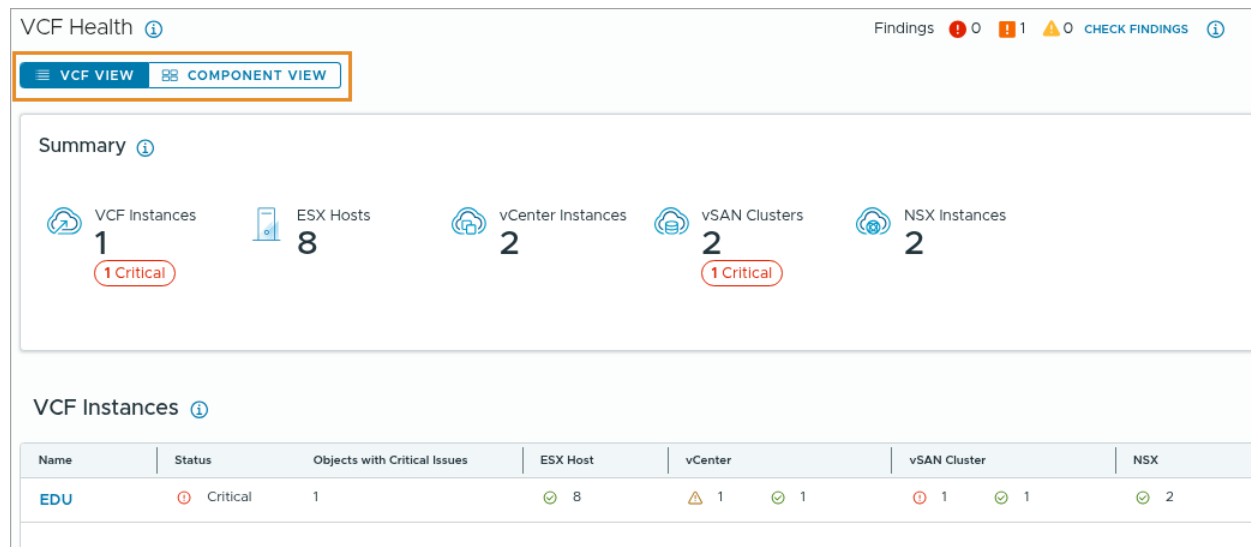 VCF Health
Findings 0 1 0 CHECK FINDINGS
VCF VIEW COMPONENT VIEW
Summary
VCF Instances
1
1 Critical
ESX Hosts
8
vCenter Instances
2
vSAN Clusters
2
1 Critical
NSX Instances
2
VCF Instances
Name Status Objects with Critical Issues ESX Host vCenter vSAN Cluster NSX
EDU Critical 1 8 1 1 1 1 2